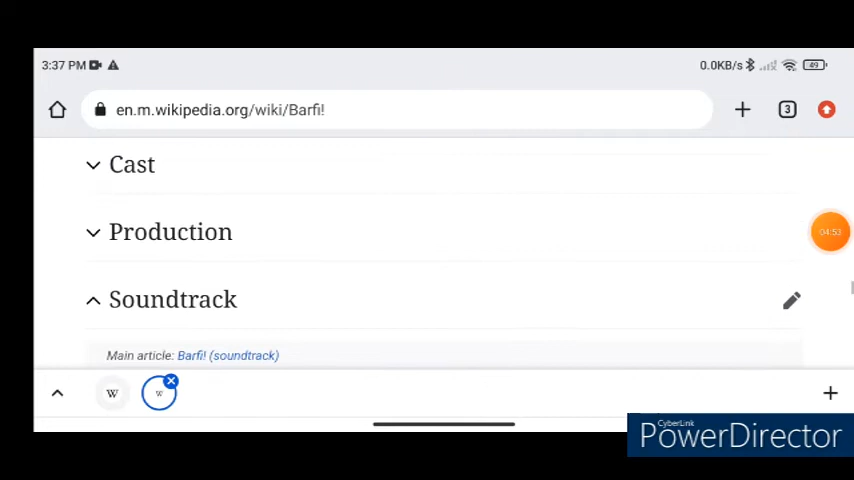 3:37 PM
0.0KB/s
49
en.m.wikipedia.org/wiki/Barfi!
3
Cast
Production
04:53
Soundtrack
Main article: Barfi! (soundtrack)
W
W
CyberLink
PowerDirector